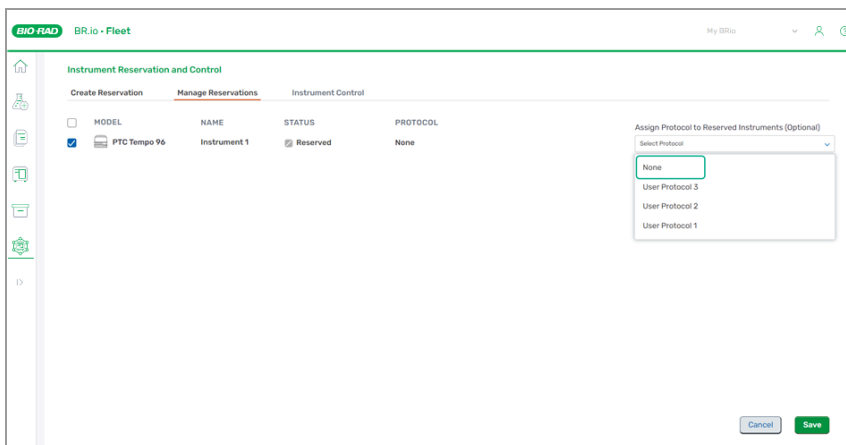 BIO-RAD BR.io · Fleet My BRio
Instrument Reservation and Control
Create Reservation Manage Reservations Instrument Control
MODEL NAME STATUS PROTOCOL
Assign Protocol to Reserved Instruments (Optional)
PTC Tempo 96 Instrument 1 Reserved None
Select Protocol
None
User Protocol 3
User Protocol 2
User Protocol 1
Cancel Save